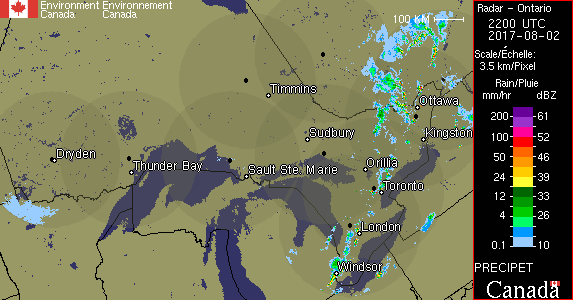 Environment Environnement
Canada Canada
100 KM
Timmins
Ottawa
Sudbury
Kingston
Dryden
Thunder Bay
Sault Ste. Marie
Orillia
Toronto
London
Windsor
Radar - Ontario
2200 UTC
2017-08-02
Scale/Échelle:
3.5 km/Pixel
Rain/Pluie
mm/hr dBZ
200 61
100 52
50 46
24 39
12 33
4 26
0.1 10
PRECIPET
Canada